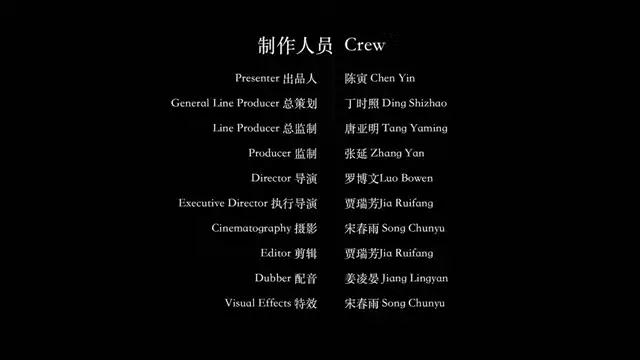 制作人员 Crew
Presenter 出品人 陈寅 Chen Yin
General Line Producer 总策划 丁时照 Ding Shizhao
Line Producer 总监制 唐亚明 Tang Yaming
Producer 监制 张延 Zhang Yan
Director 导演 罗博文Luo Bowen
Executive Director 执行导演 贾瑞芳Jia Ruifang
Cinematography 摄影 宋春雨 Song Chunyu
Editor 剪辑 贾瑞芳Jia Ruifang
Dubber 配音 姜凌晏 Jiang Lingyan
Visual Effects 特效 宋春雨 Song Chunyu